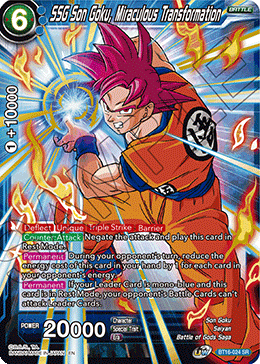 6
SSG Son Goku, Miraculous Transformation
BATTLE
1 +10000
Deflect Unique Triple Strike Barrier
Counter:Attack Negate the attack and play this card in
Rest Mode.
Permanent During your opponent's turn, reduce the
energy cost of this card in your hand by 1 for each card in
your opponent's energy.
Permanent If your Leader Card is mono-blue and this
card is in Rest Mode, your opponent's Battle Cards can't
attack Leader Cards.
POWER 20000
Character
Special Trait
Era
Son Goku
Saiyan
Battle of Gods Saga
BT16-024 SR